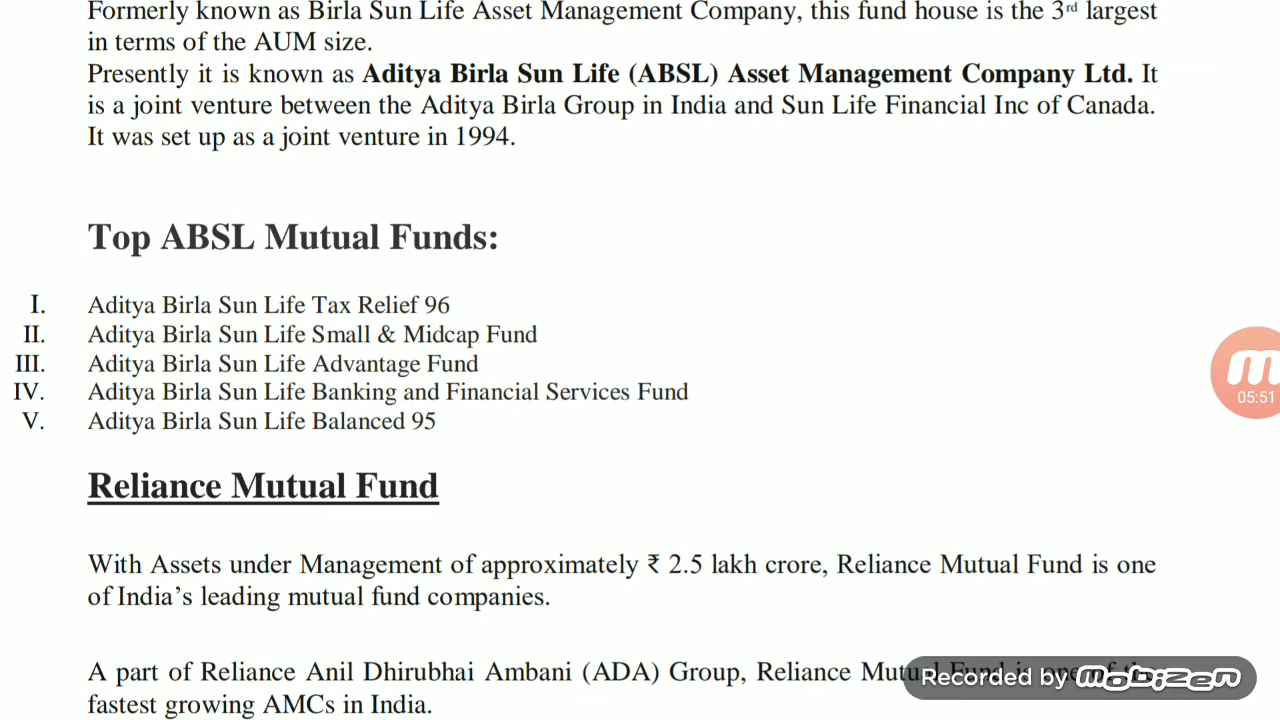 Formerly known as Birla Sun Life Asset Management Company, this fund house is the 3rd largest
in terms of the AUM size.
Presently it is known as Aditya Birla Sun Life (ABSL) Asset Management Company Ltd. It
is a joint venture between the Aditya Birla Group in India and Sun Life Financial Inc of Canada.
It was set up as a joint venture in 1994.
Top ABSL Mutual Funds:
I. Aditya Birla Sun Life Tax Relief 96
II. Aditya Birla Sun Life Small & Midcap Fund
III. Aditya Birla Sun Life Advantage Fund
IV. Aditya Birla Sun Life Banking and Financial Services Fund
V. Aditya Birla Sun Life Balanced 95
05:51
Reliance Mutual Fund
With Assets under Management of approximately ₹ 2.5 lakh crore, Reliance Mutual Fund is one
of India's leading mutual fund companies.
A part of Reliance Anil Dhirubhai Ambani (ADA) Group, Reliance Mutual Fund is one of the
fastest growing AMCs in India.
Recorded by mobizen